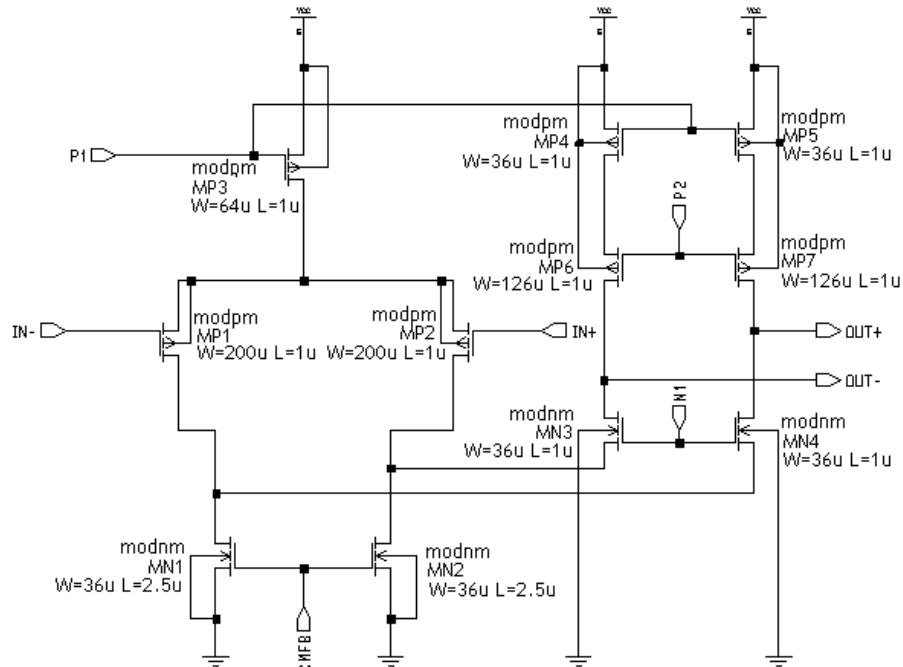 Vcc
Vcc
Vcc
P1
modpm
MP3
W=64u L=1u
modpm
MP4
W=36u L=1u
modpm
MP5
W=36u L=1u
P2
modpm
MP6
W=126u L=1u
modpm
MP7
W=126u L=1u
IN-
modpm
MP1
W=200u L=1u
modpm
MP2
W=200u L=1u
IN+
OUT+
OUT-
N1
modnm
MN3
W=36u L=1u
modnm
MN4
W=36u L=1u
modnm
MN1
W=36u L=2.5u
modnm
MN2
W=36u L=2.5u
CMFB